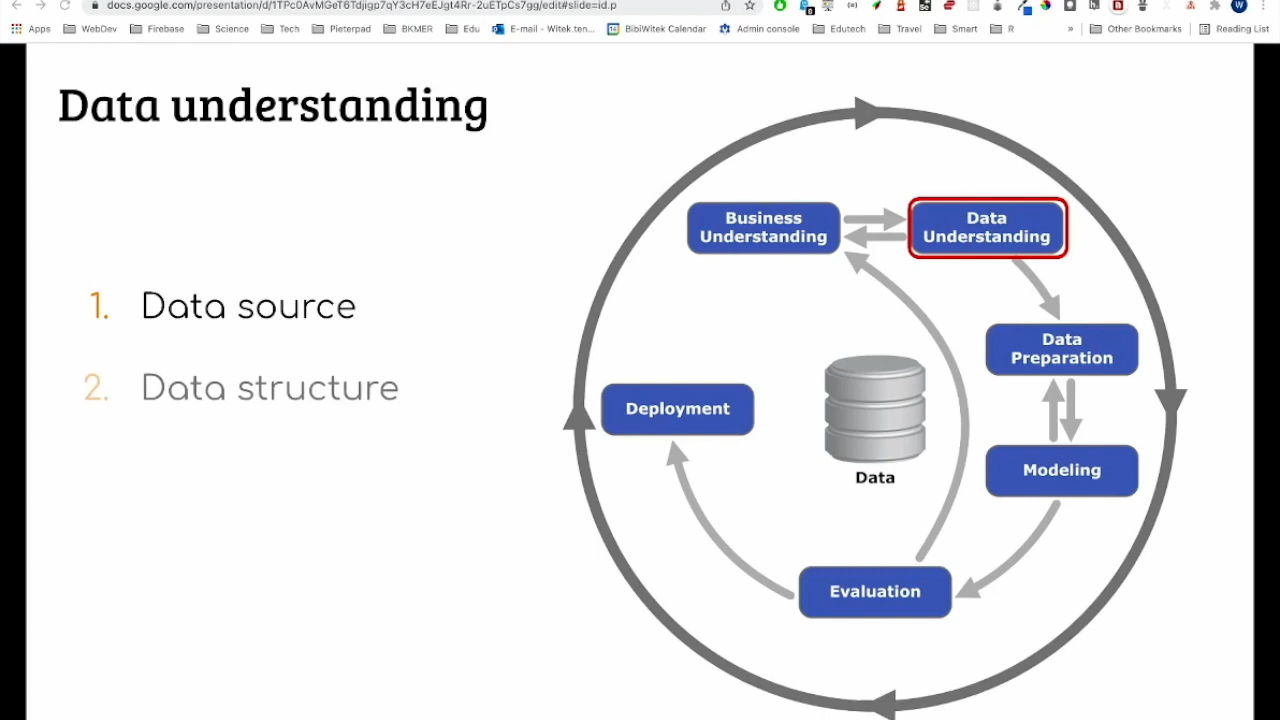 docs.google.com/presentation/d/1TPc0AvMGeT6Tdjigp7qY3cH7eEJgt4Rr-2uETpCs7gg/edit#slide=id.p
Apps WebDev Firebase Science Tech Pieterpad BKMER Edu E-mail - Witek.ten... BibiWitek Calendar Admin console Edutech Travel Smart R » Other Bookmarks Reading List
Data understanding
1. Data source
2. Data structure
Business
Understanding
Data
Understanding
Data
Preparation
Modeling
Evaluation
Deployment
Data